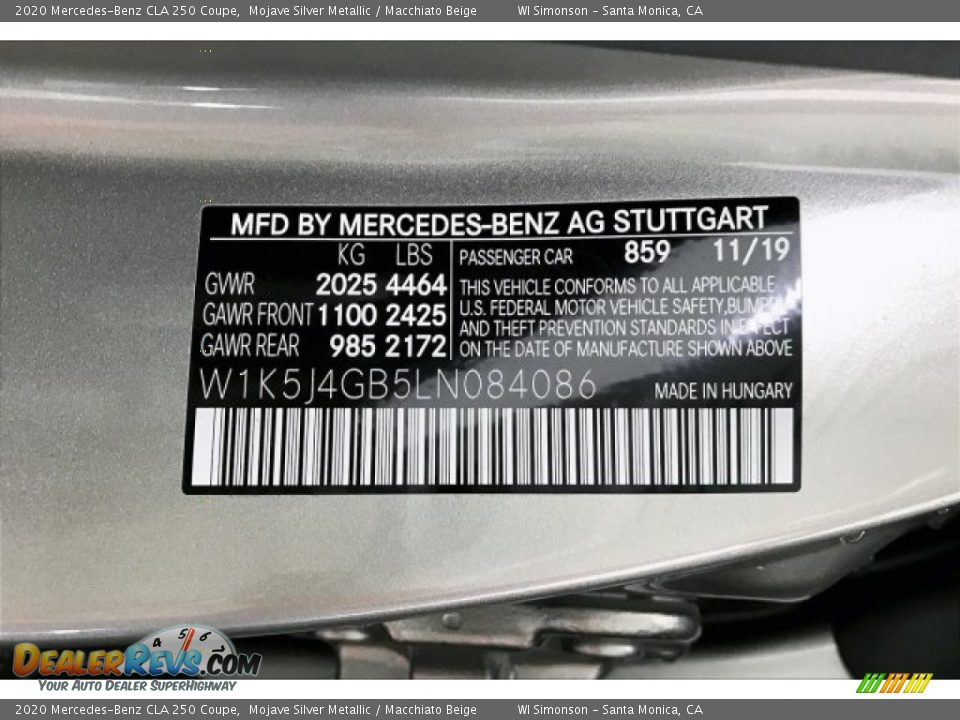 2020 Mercedes-Benz CLA 250 Coupe, Mojave Silver Metallic / Macchiato Beige WI Simonson - Santa Monica, CA
MFD BY MERCEDES-BENZ AG STUTTGART
KG LBS
GVWR 2025 4464
GAWR FRONT 1100 2425
GAWR REAR 985 2172
PASSENGER CAR 859 11/19
THIS VEHICLE CONFORMS TO ALL APPLICABLE
U.S. FEDERAL MOTOR VEHICLE SAFETY, BUMPER
AND THEFT PREVENTION STANDARDS IN EFFECT
ON THE DATE OF MANUFACTURE SHOWN ABOVE
W1K5J4GB5LN084086 MADE IN HUNGARY
4 5 6
DealerRevs.com
Your Auto Dealer SuperHighway
2020 Mercedes-Benz CLA 250 Coupe, Mojave Silver Metallic / Macchiato Beige WI Simonson - Santa Monica, CA